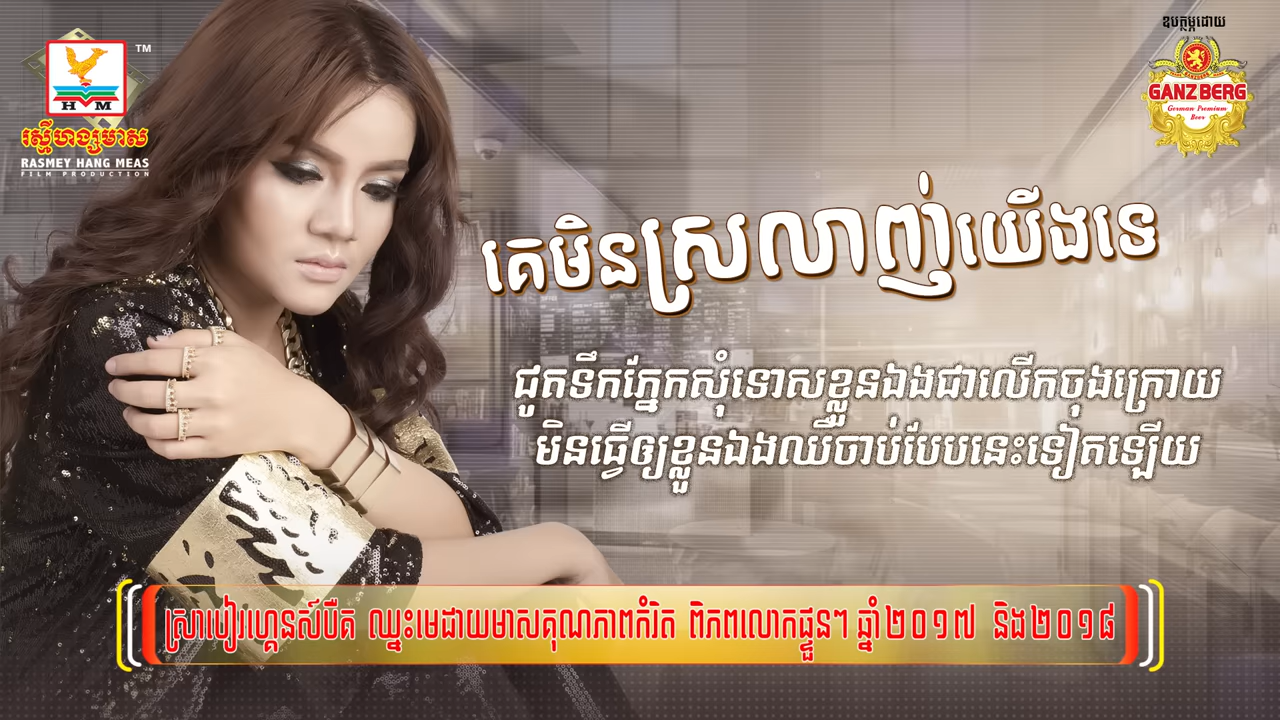 ឧបត្ថម្ភដោយ
TM
HM
រស្មីហង្សមាស
RASMEY HANG MEAS
FILM PRODUCTION
GANZBERG
German Premium
Beer
គេមិនស្រលាញ់យើងទេ
ជូតទឹកភ្នែកសុំទោសខ្លួនឯងជាលើកចុងក្រោយ
មិនធ្វើឲ្យខ្លួនឯងឈឺចាប់បែបនេះទៀតឡើយ
ស្រាបៀរហ្គេនស៍បឺគ ឈ្នះមេដាយមាសគុណភាពកំរិត ពិភពលោកផ្ទួនៗ ឆ្នាំ២០១៧ និង២០១៨